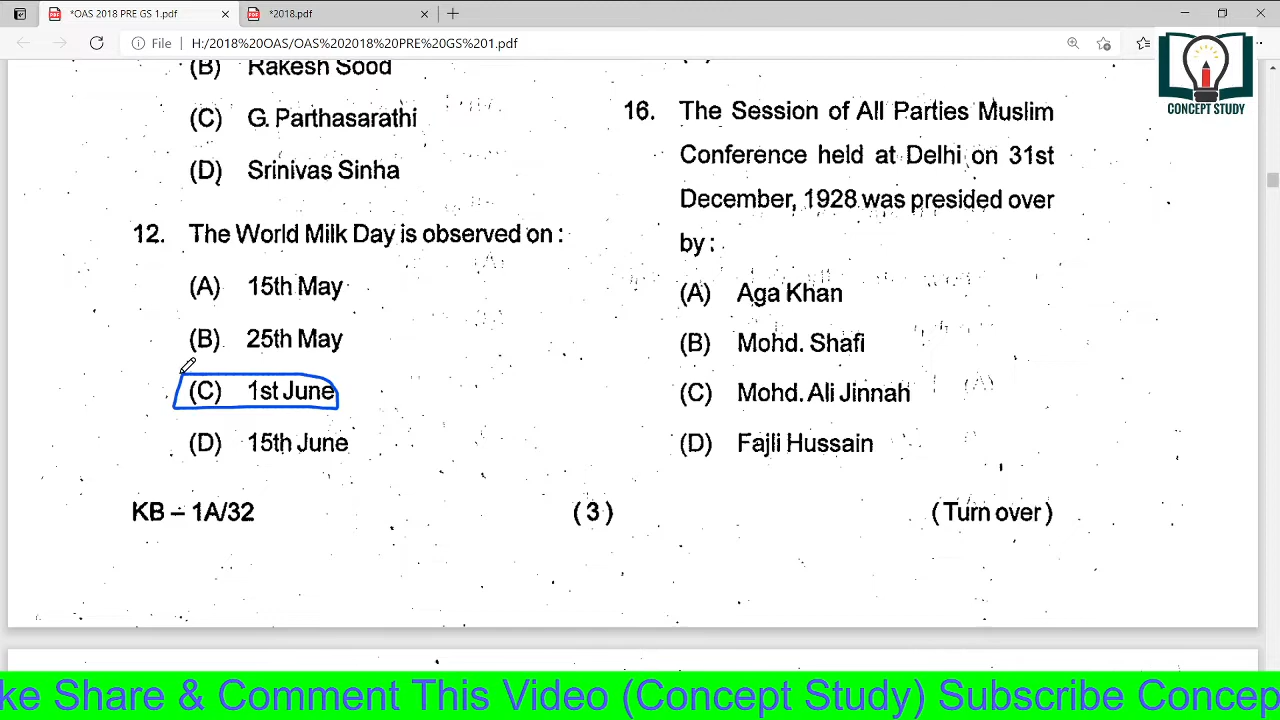 *OAS 2018 PRE GS 1.pdf
*2018.pdf
File
H:/2018%20OAS/OAS%202018%20PRE%20GS%201.pdf
CONCEPT STUDY
(B) Rakesh Sood
(C) G. Parthasarathi
(D) Srinivas Sinha
12. The World Milk Day is observed on :
(A) 15th May
(B) 25th May
(C) 1st June
(D) 15th June
16. The Session of All Parties Muslim
Conference held at Delhi on 31st
December, 1928 was presided over
by :
(A) Aga Khan
(B) Mohd. Shafi
(C) Mohd. Ali Jinnah
(D) Fajli Hussain
KB – 1A/32
( 3 )
( Turn over )
ke Share & Comment This Video (Concept Study) Subscribe Concep